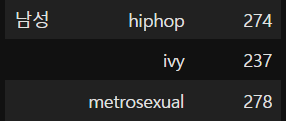 남성 hiphop 274
ivy 237
metrosexual 278